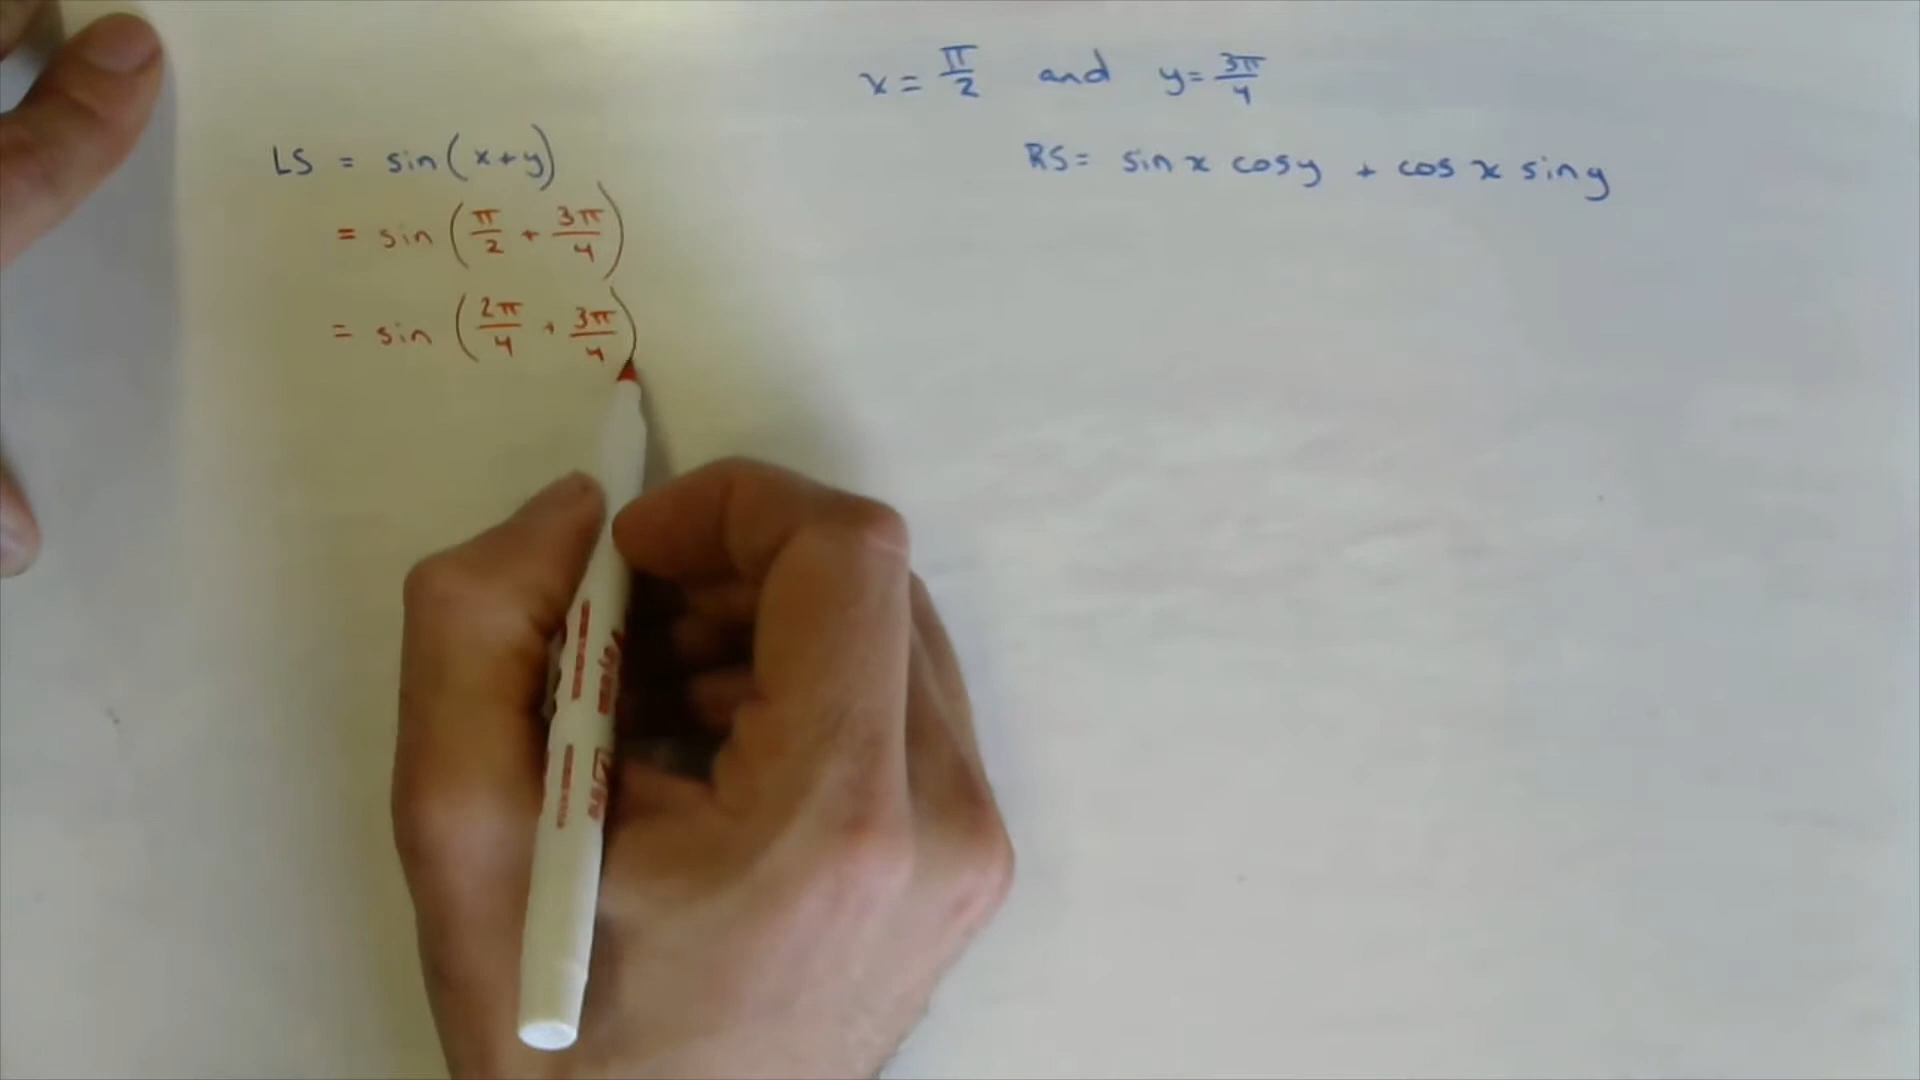 x = π/2 and y = 3π/4
LS = sin(x+y)
RS = sin x cos y + cos x sin y
= sin(π/2 + 3π/4)
= sin(2π/4 + 3π/4)